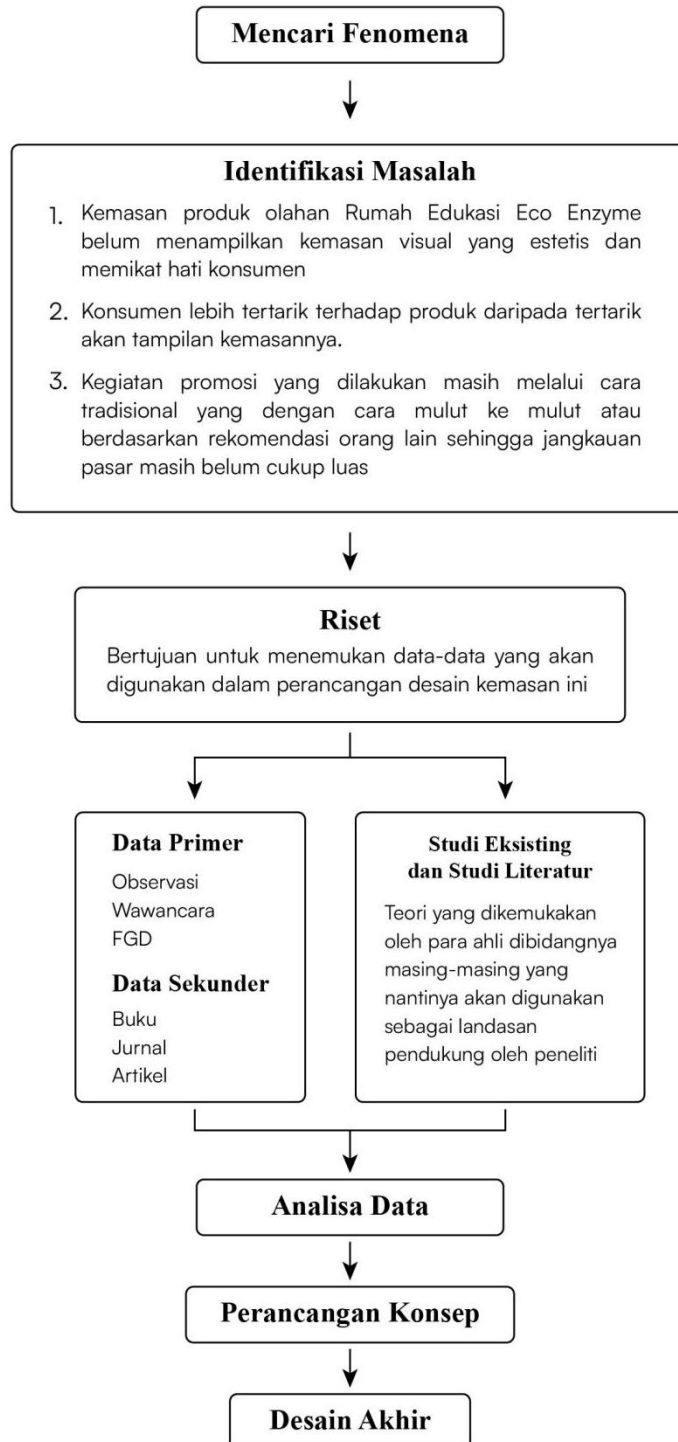 Mencari Fenomena
Identifikasi Masalah
1. Kemasan produk olahan Rumah Edukasi Eco Enzyme
belum menampilkan kemasan visual yang estetis dan
memikat hati konsumen
2. Konsumen lebih tertarik terhadap produk daripada tertarik
akan tampilan kemasannya.
3. Kegiatan promosi yang dilakukan masih melalui cara
tradisional yang dengan cara mulut ke mulut atau
berdasarkan rekomendasi orang lain sehingga jangkauan
pasar masih belum cukup luas
Riset
Bertujuan untuk menemukan data-data yang akan
digunakan dalam perancangan desain kemasan ini
Data Primer
Observasi
Wawancara
FGD
Data Sekunder
Buku
Jurnal
Artikel
Studi Eksisting
dan Studi Literatur
Teori yang dikemukakan
oleh para ahli dibidangnya
masing-masing yang
nantinya akan digunakan
sebagai landasan
pendukung oleh peneliti
Analisa Data
Perancangan Konsep
Desain Akhir